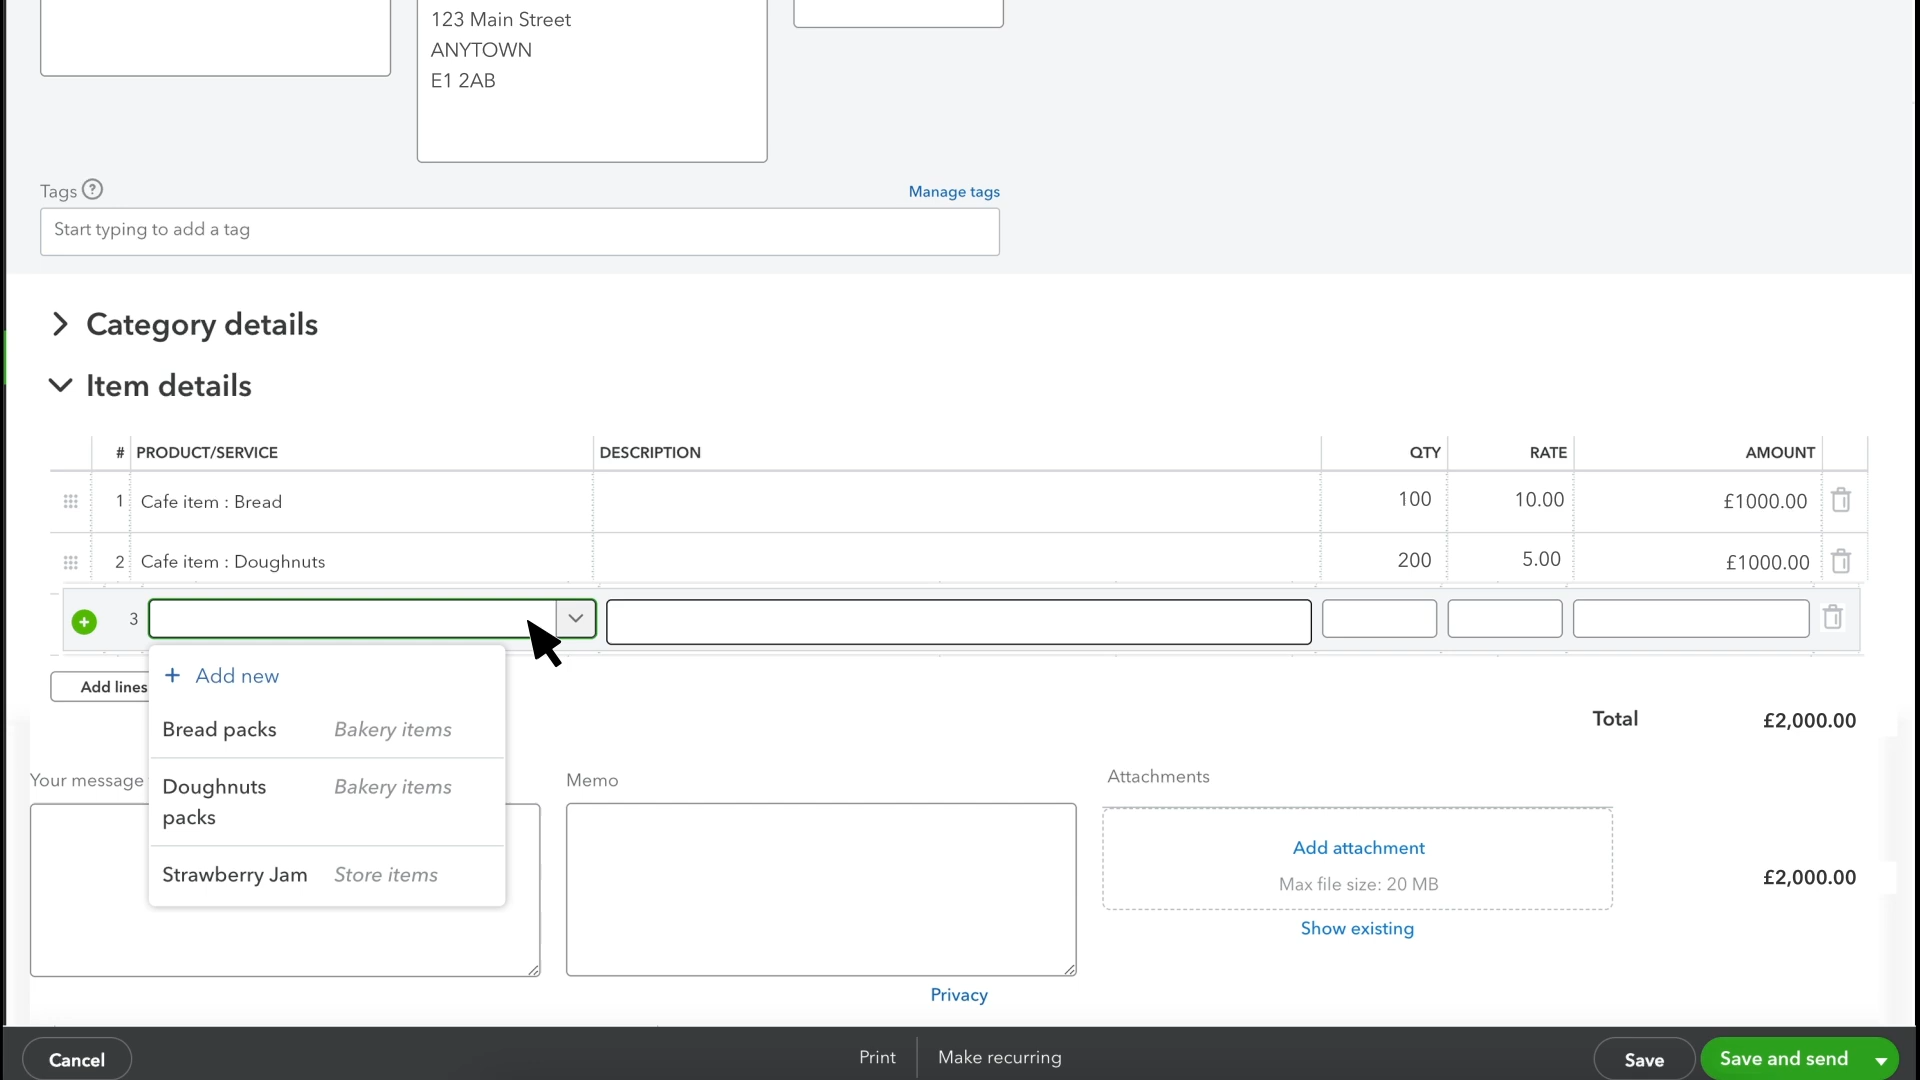 123 Main Street
ANYTOWN
E1 2AB
Tags ?
Manage tags
Start typing to add a tag
Category details
Item details
# PRODUCT/SERVICE DESCRIPTION QTY RATE AMOUNT
1 Cafe item : Bread 100 10.00 £1000.00
2 Cafe item : Doughnuts 200 5.00 £1000.00
3
+ Add new
Add lines
Bread packs Bakery items
Total £2,000.00
Your message
Memo
Attachments
Doughnuts packs Bakery items
Strawberry Jam Store items
Add attachment
Max file size: 20 MB
£2,000.00
Show existing
Privacy
Cancel
Print
Make recurring
Save
Save and send